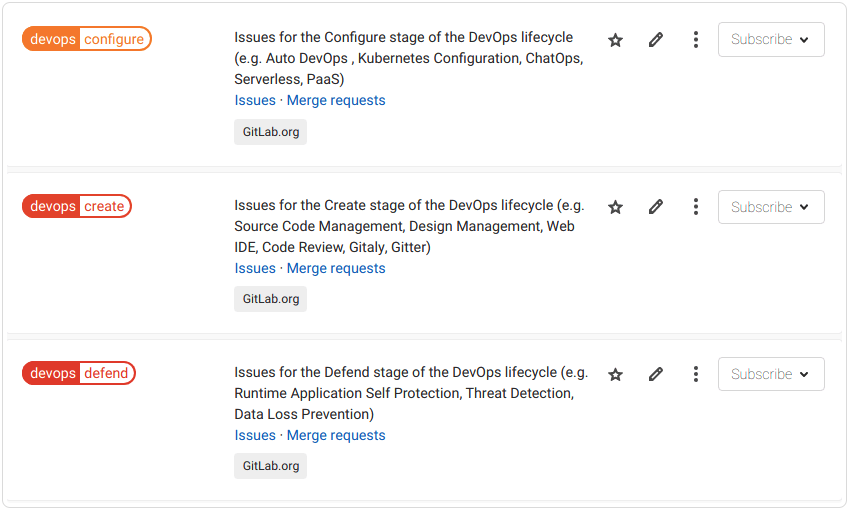 devops configure
Issues for the Configure stage of the DevOps lifecycle
(e.g. Auto DevOps , Kubernetes Configuration, ChatOps,
Serverless, PaaS)
Issues · Merge requests
GitLab.org
Subscribe
devops create
Issues for the Create stage of the DevOps lifecycle (e.g.
Source Code Management, Design Management, Web
IDE, Code Review, Gitaly, Gitter)
Issues · Merge requests
GitLab.org
Subscribe
devops defend
Issues for the Defend stage of the DevOps lifecycle (e.g.
Runtime Application Self Protection, Threat Detection,
Data Loss Prevention)
Issues · Merge requests
GitLab.org
Subscribe